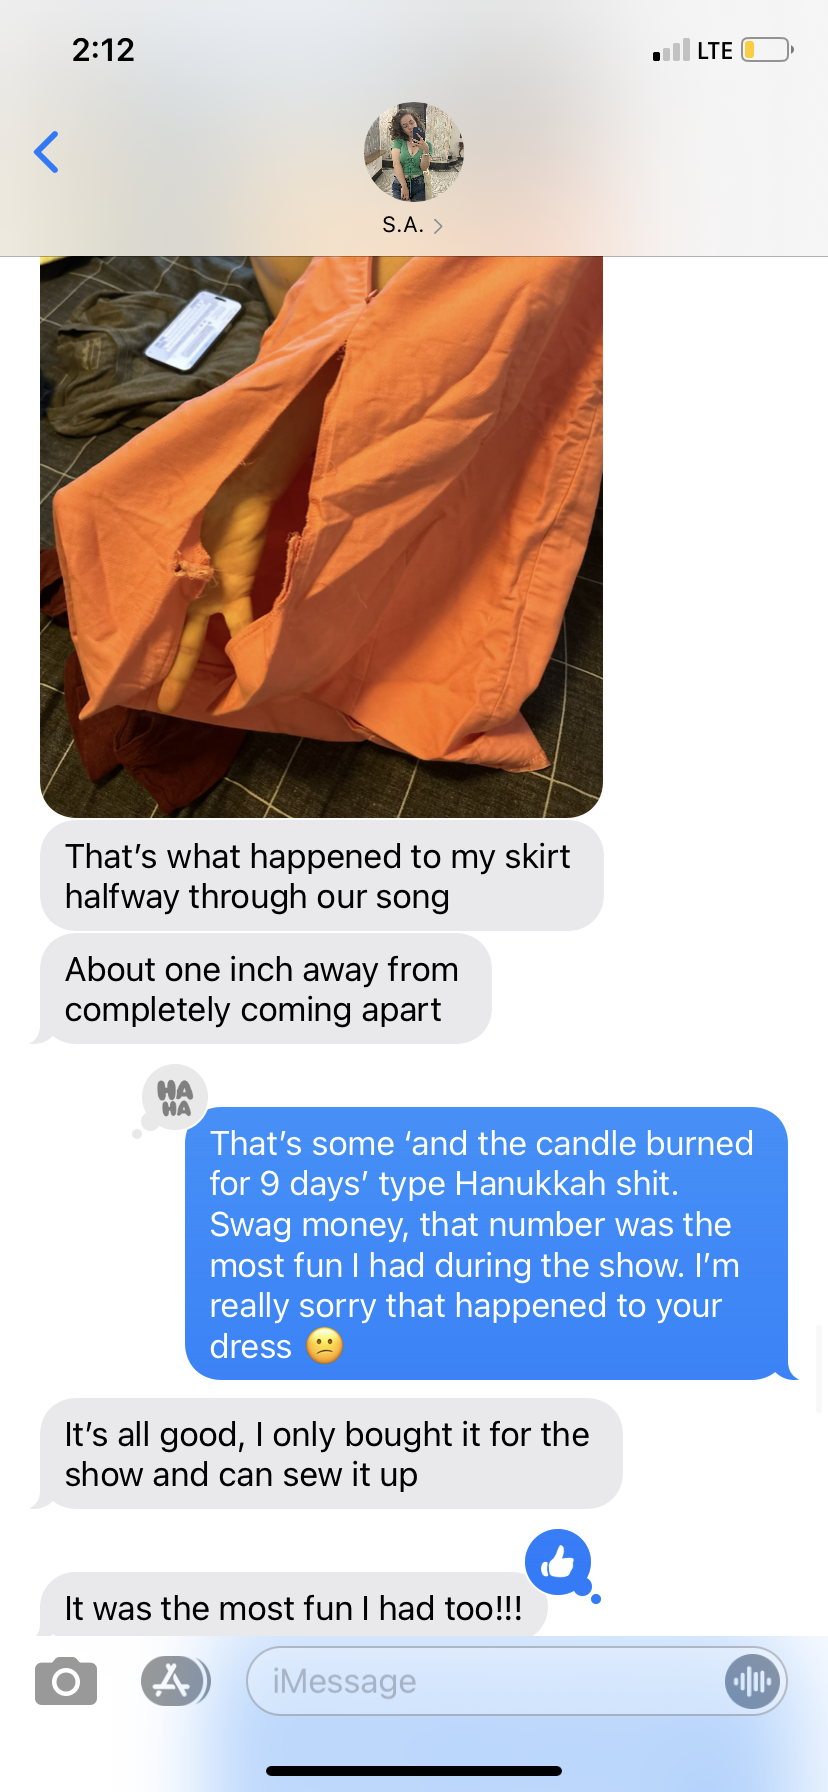 2:12
LTE
S.A.
That’s what happened to my skirt
halfway through our song
About one inch away from
completely coming apart
HA
HA
That’s some ‘and the candle burned
for 9 days’ type Hanukkah shit.
Swag money, that number was the
most fun I had during the show. I’m
really sorry that happened to your
dress 😕
It’s all good, I only bought it for the
show and can sew it up
It was the most fun I had too!!!
iMessage